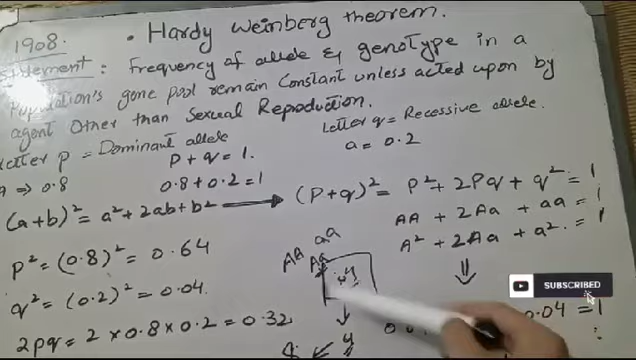 1908.
• Hardy Weinberg theorem.
Statement: Frequency of allele & genotype in a
Population's gene pool remain Constant unless acted upon by
agent Other than Sexual Reproduction.
Letter P = Dominant allele
Letter q = Recessive allele.
P+q=1.
a = 0.2
A ⇒ 0.8
0.8+0.2=1
(a+b)² = a²+2ab+b² → (P+q)² = P²+2Pq+q² = 1
AA + 2Aa + aa = 1
A² + 2Aa + a² = 1
P² = (0.8)² = 0.64
q² = (0.2)² = 0.04.
2pq = 2 × 0.8 × 0.2 = 0.32
aa
AA
0.04 = 1
SUBSCRIBED